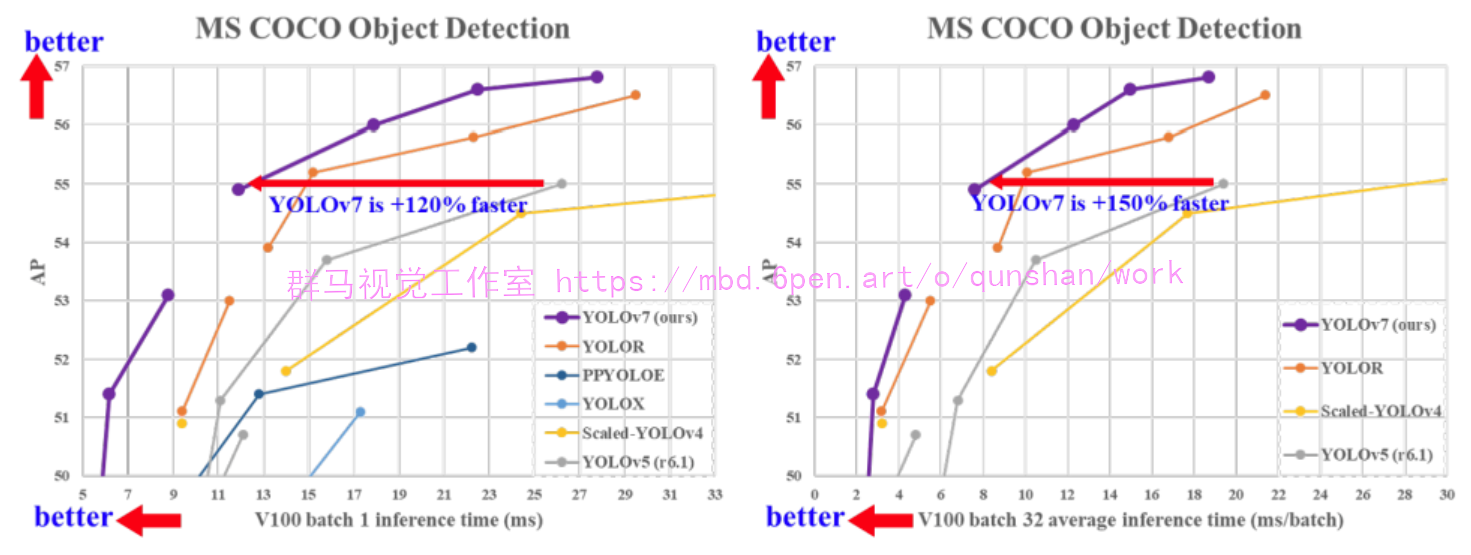 MS COCO Object Detection
better
57
56
55
54
53
52
51
50
AP
YOLOv7 is +120% faster
YOLOv7 (ours)
YOLOR
PPYOLOE
YOLOX
Scaled-YOLOv4
YOLOv5 (r6.1)
5 7 9 11 13 15 17 19 21 23 25 27 29 31 33
better
V100 batch 1 inference time (ms)
MS COCO Object Detection
better
57
56
55
54
53
52
51
50
AP
YOLOv7 is +150% faster
YOLOv7 (ours)
YOLOR
Scaled-YOLOv4
YOLOv5 (r6.1)
0 2 4 6 8 10 12 14 16 18 20 22 24 26 28 30
better
V100 batch 32 average inference time (ms/batch)
群马视觉工作室 https://mbd.6pen.art/o/qunshan/work